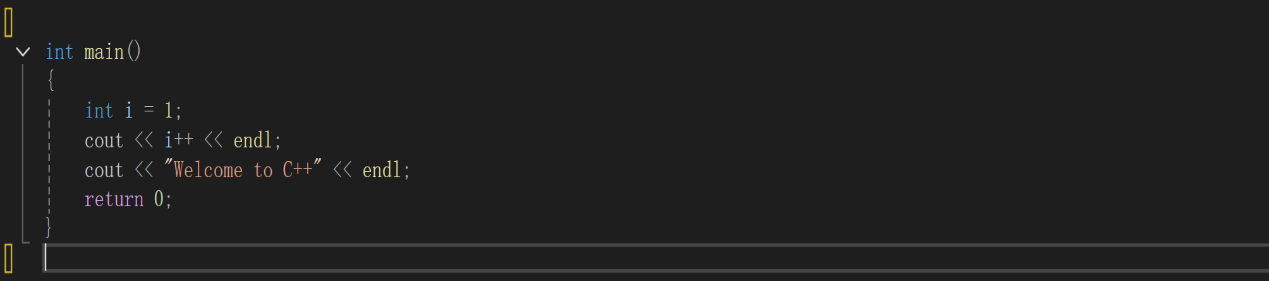 int main()
{
    int i = 1;
    cout << i++ << endl;
    cout << "Welcome to C++" << endl;
    return 0;
}